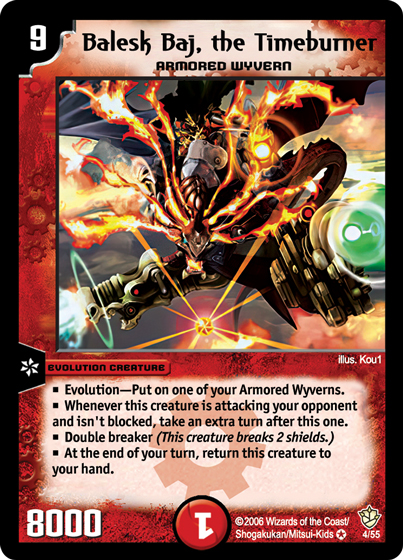 9
Balesk Baj, the Timeburner
ARMORED WYVERN
illus. Kou1
EVOLUTION CREATURE
▪ Evolution—Put on one of your Armored Wyverns.
▪ Whenever this creature is attacking your opponent
and isn't blocked, take an extra turn after this one.
▪ Double breaker (This creature breaks 2 shields.)
▪ At the end of your turn, return this creature to
your hand.
8000
1
©2006 Wizards of the Coast/
Shogakukan/Mitsui-Kids ✪ 4/55